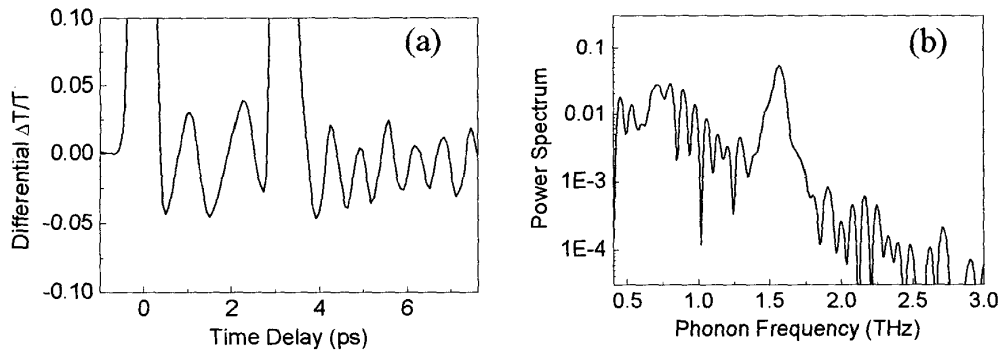 (a)
Differential ΔT/T
0.10
0.05
0.00
-0.05
-0.10
0
2
4
6
Time Delay (ps)
(b)
Power Spectrum
0.1
0.01
1E-3
1E-4
0.5
1.0
1.5
2.0
2.5
3.0
Phonon Frequency (THz)